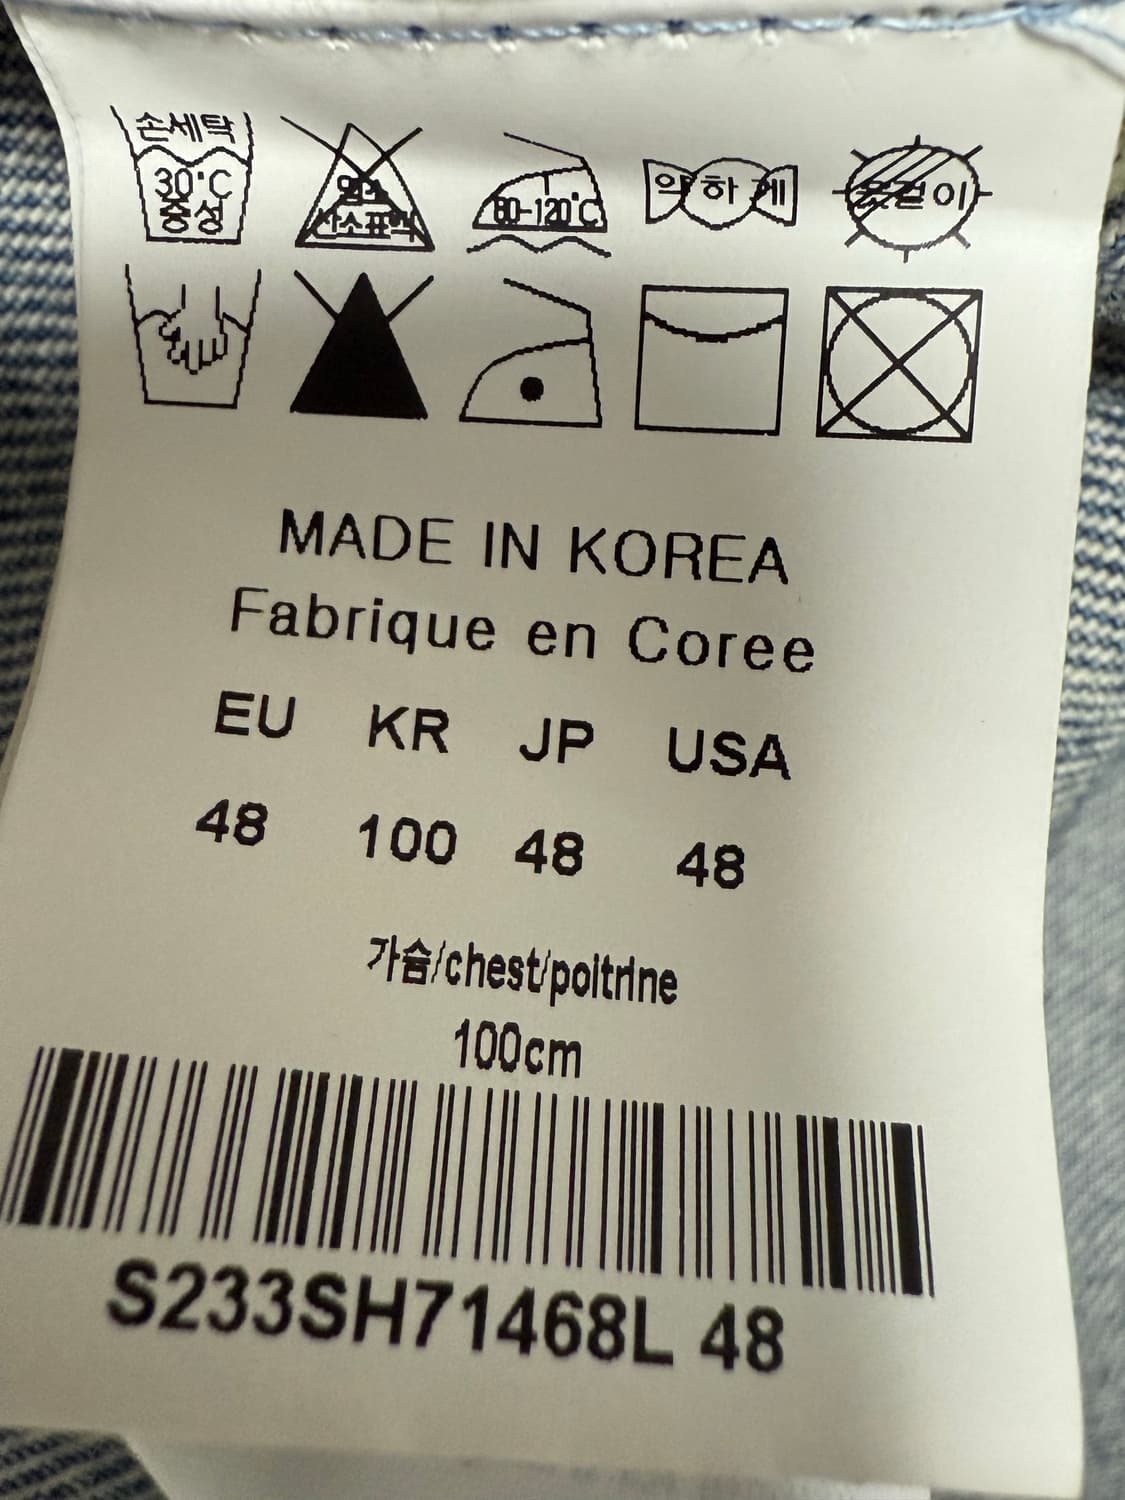 손세탁
30°C
중성
염소
산소표백
80-120°C
약하게
옷걸이
MADE IN KOREA
Fabrique en Coree
EU KR JP USA
48 100 48 48
가슴/chest/poitrine
100cm
S233SH71468L 48